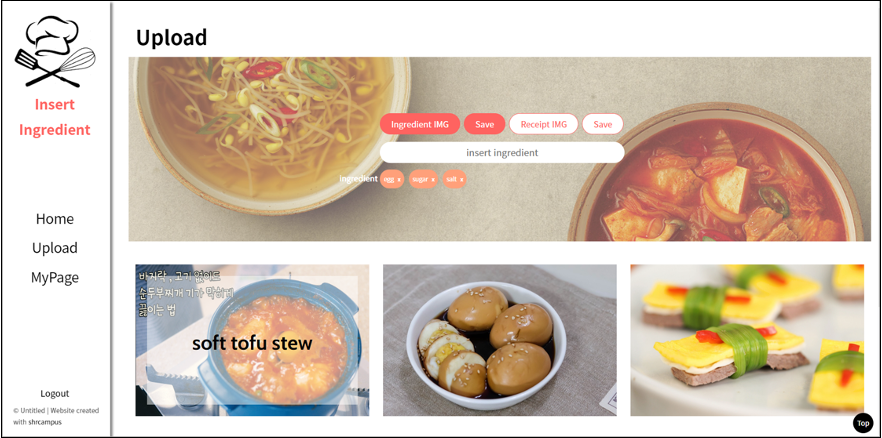 Insert
Ingredient
Home
Upload
MyPage
Logout
© Untitled | Website created
with shrcampus
Upload
Ingredient IMG
Save
Receipt IMG
Save
insert ingredient
ingredient
egg x
sugar x
salt x
바지락, 고기 없이도
순두부찌개 기가 막히게
끓이는 법
soft tofu stew
Top